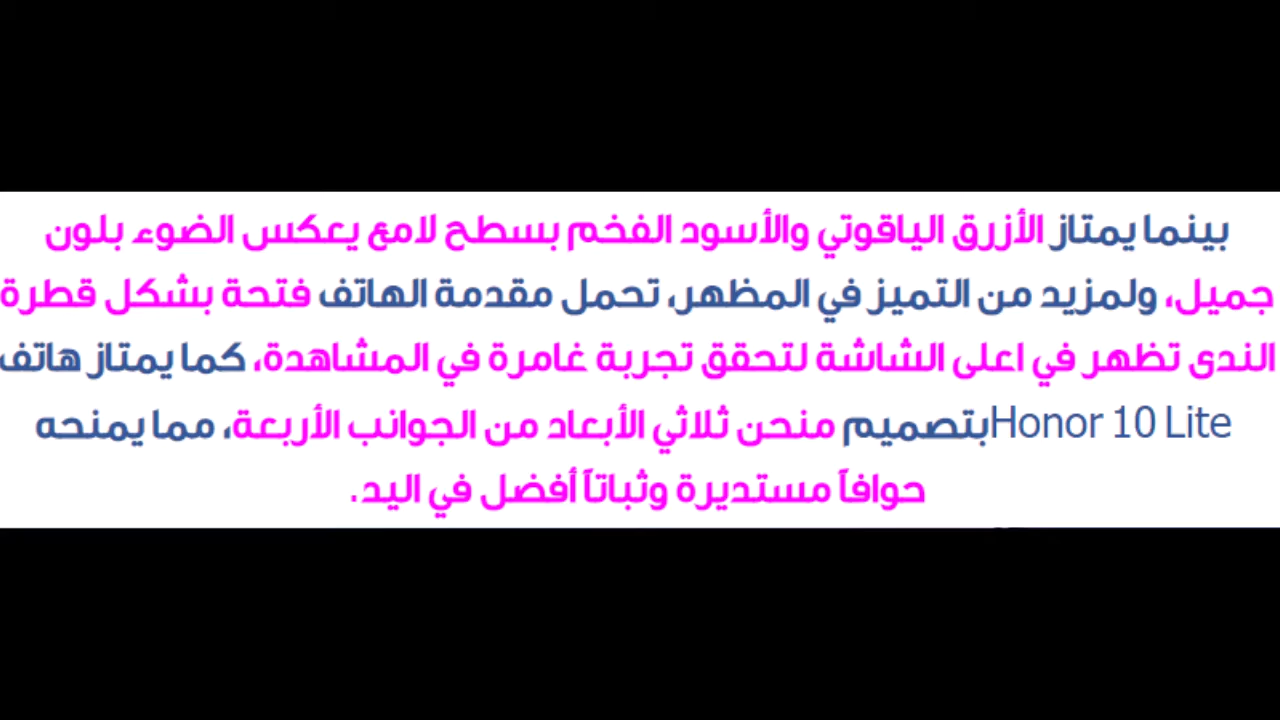 بينما يمتاز الأزرق الياقوتي والأسود الفخم بسطح لامع يعكس الضوء بلون
جميل، ولمزيد من التميز في المظهر، تحمل مقدمة الهاتف فتحة بشكل قطرة
الندى تظهر في اعلى الشاشة لتحقق تجربة غامرة في المشاهدة، كما يمتاز هاتف
Honor 10 Liteبتصميم منحن ثلاثي الأبعاد من الجوانب الأربعة، مما يمنحه
حوافاً مستديرة وثباتاً أفضل في اليد.